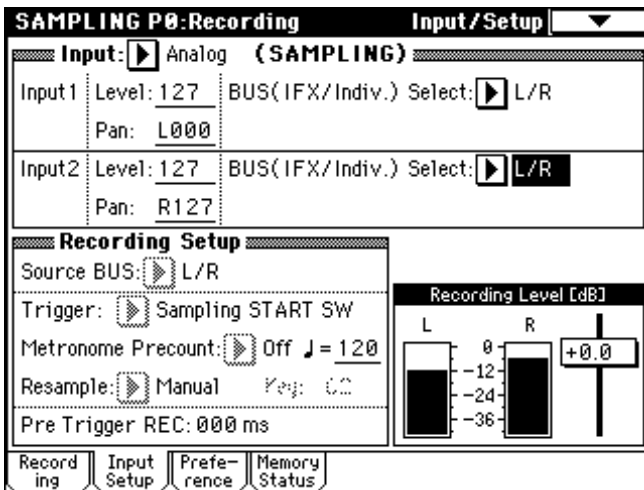 SAMPLING P0:Recording Input/Setup
Input: Analog (SAMPLING)
Input1 Level: 127 BUS(IFX/Indiv.) Select: L/R
Pan: L000
Input2 Level: 127 BUS(IFX/Indiv.) Select: L/R
Pan: R127
Recording Setup
Source BUS: L/R
Trigger: Sampling START SW
Metronome Precount: Off ♩= 120
Resample: Manual Key:
Pre Trigger REC: 000 ms
Recording Level [dB]
L R
0
+0.0
-12
-24
-36
Record
ing
Input
Setup
Prefe-
rence
Memory
Status